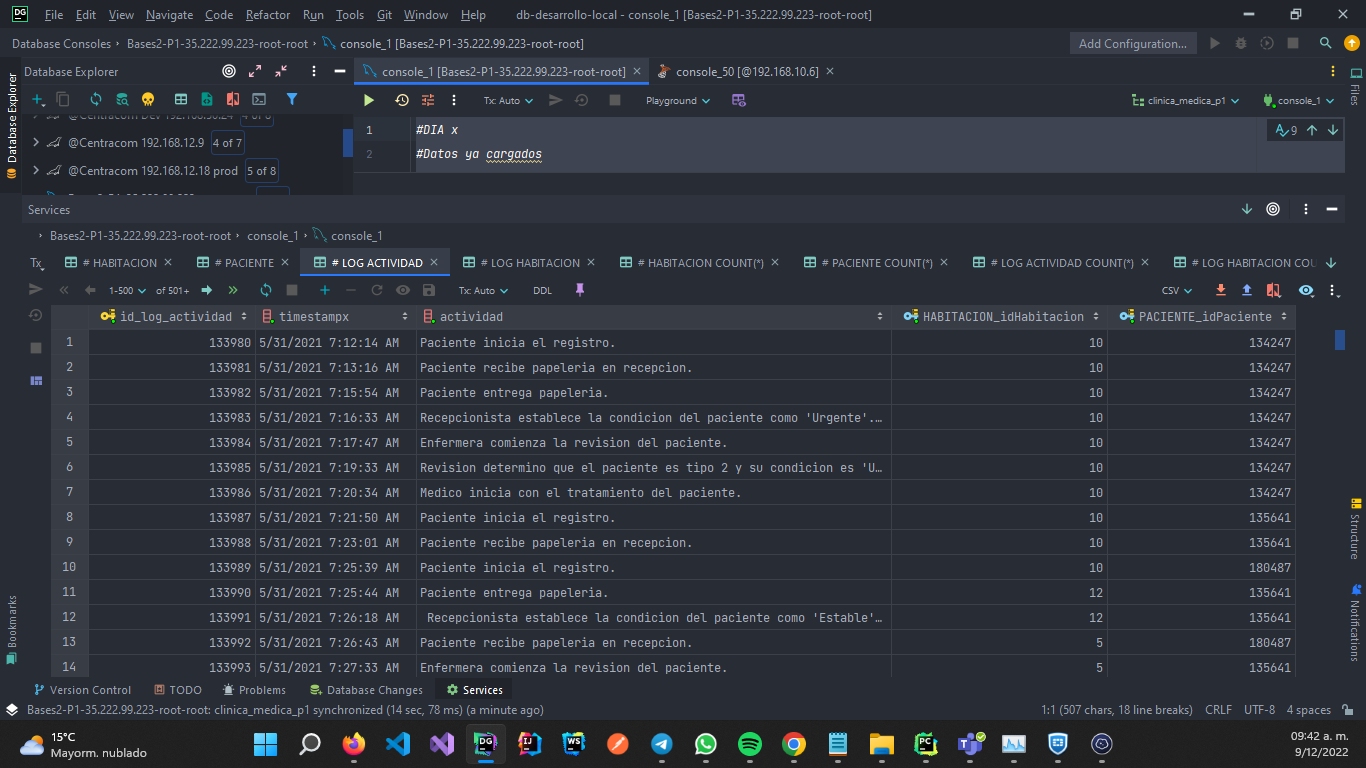 DG File Edit View Navigate Code Refactor Run Tools Git Window Help db-desarrollo-local - console_1 [Bases2-P1-35.222.99.223-root-root]
Database Consoles Bases2-P1-35.222.99.223-root-root console_1 [Bases2-P1-35.222.99.223-root-root] Add Configuration...
Database Explorer console_1 [Bases2-P1-35.222.99.223-root-root] console_50 [@192.168.10.6]
Tx: Auto Playground clinica_medica_p1 console_1
@Centracom 192.168.12.9 4 of 7
@Centracom 192.168.12.18 prod 5 of 8
1 #DIA x 9
2 #Datos ya cargados
Database Explorer
Files
Services
Bases2-P1-35.222.99.223-root-root console_1 console_1
Tx # HABITACION # PACIENTE # LOG ACTIVIDAD # LOG HABITACION # HABITACION COUNT(*) # PACIENTE COUNT(*) # LOG ACTIVIDAD COUNT(*) # LOG HABITACION COU
1-500 of 501+ Tx: Auto DDL CSV
id_log_actividad timestampx actividad HABITACION_idHabitacion PACIENTE_idPaciente
1 133980 5/31/2021 7:12:14 AM Paciente inicia el registro. 10 134247
2 133981 5/31/2021 7:13:16 AM Paciente recibe papeleria en recepcion. 10 134247
3 133982 5/31/2021 7:15:54 AM Paciente entrega papeleria. 10 134247
4 133983 5/31/2021 7:16:33 AM Recepcionista establece la condicion del paciente como 'Urgente'.… 10 134247
5 133984 5/31/2021 7:17:47 AM Enfermera comienza la revision del paciente. 10 134247
6 133985 5/31/2021 7:19:33 AM Revision determino que el paciente es tipo 2 y su condicion es 'U… 10 134247
7 133986 5/31/2021 7:20:34 AM Medico inicia con el tratamiento del paciente. 10 134247
8 133987 5/31/2021 7:21:50 AM Paciente inicia el registro. 10 135641
9 133988 5/31/2021 7:23:01 AM Paciente recibe papeleria en recepcion. 10 135641
10 133989 5/31/2021 7:25:39 AM Paciente inicia el registro. 10 180487
11 133990 5/31/2021 7:25:44 AM Paciente entrega papeleria. 12 135641
12 133991 5/31/2021 7:26:18 AM Recepcionista establece la condicion del paciente como 'Estable'… 12 135641
13 133992 5/31/2021 7:26:43 AM Paciente recibe papeleria en recepcion. 5 180487
14 133993 5/31/2021 7:27:33 AM Enfermera comienza la revision del paciente. 5 135641
Bookmarks
Structure
Notifications
Version Control TODO Problems Database Changes Services
Bases2-P1-35.222.99.223-root-root: clinica_medica_p1 synchronized (14 sec, 78 ms) (a minute ago) 1:1 (507 chars, 18 line breaks) CRLF UTF-8 4 spaces
15°C 09:42 a. m.
Mayorm. nublado 9/12/2022